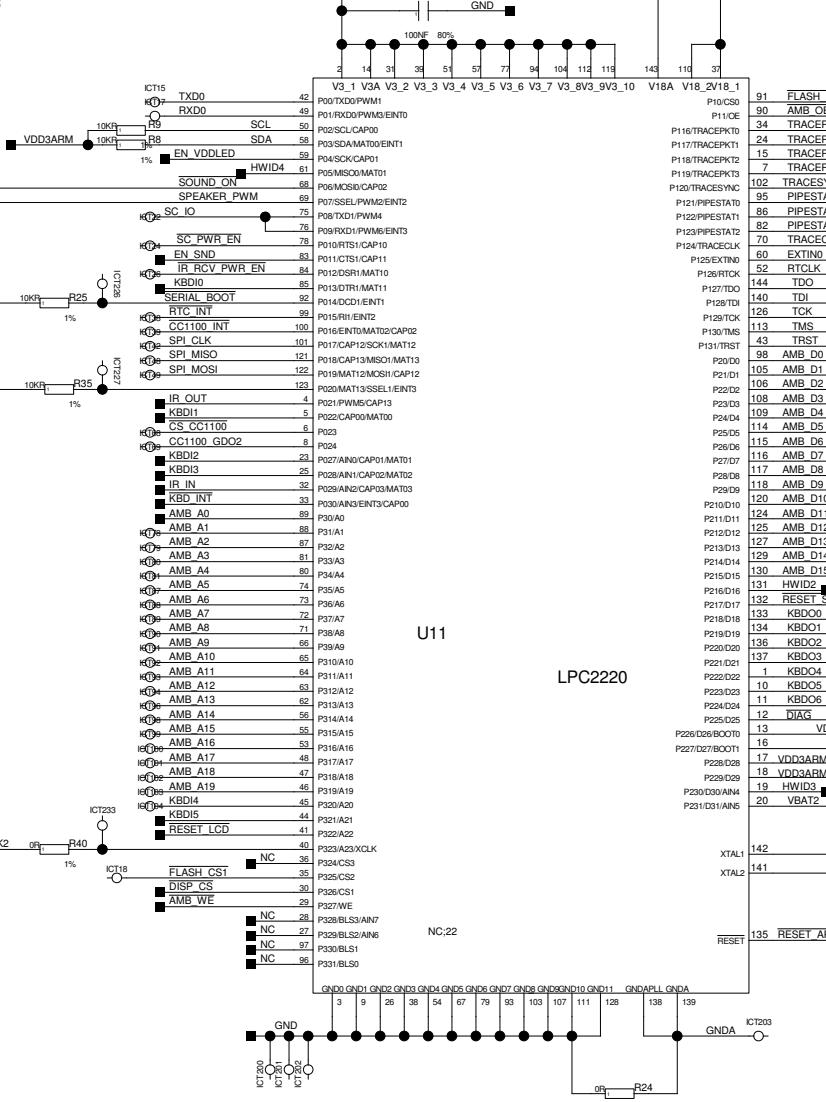 GND
100NF 80%
2 14 31 39 51 57 77 94 104 112 119 143 110 37
V3_1 V3A V3_2 V3_3 V3_4 V3_5 V3_6 V3_7 V3_8 V3_9 V3_10 V18A V18_2 V18_1
ICT15
TXD0 42 P00/TXD0/PWM1
RXD0 49 P01/RXD0/PWM3/EINT0
10KR R9 SCL 50 P02/SCL/CAP00
VDD3ARM 10KR R8 SDA 58 P03/SDA/MAT00/EINT1
1% 1% EN_VDDLED 59 P04/SCK/CAP01
HWID4 61 P05/MISO0/MAT01
SOUND_ON 68 P06/MOSI0/CAP02
SPEAKER_PWM 69 P07/SSEL/PWM2/EINT2
SC_IO 75 P08/TXD1/PWM4
76 P09/RXD1/PWM6/EINT3
SC_PWR_EN 78 P010/RTS1/CAP10
EN_SND 83 P011/CTS1/CAP11
IR_RCV_PWR_EN 84 P012/DSR1/MAT10
KBDI0 85 P013/DTR1/MAT11
10KR R25 1% ICT226 SERIAL_BOOT 92 P014/DCD1/EINT1
RTC_INT 99 P015/RI1/EINT2
CC1100_INT 100 P016/EINT0/MAT02/CAP02
SPI_CLK 101 P017/CAP12/SCK1/MAT12
SPI_MISO 121 P018/CAP13/MISO1/MAT13
SPI_MOSI 122 P019/MAT12/MOSI1/CAP12
10KR R35 1% ICT227 123 P020/MAT13/SSEL1/EINT3
IR_OUT 4 P021/PWM5/CAP13
KBDI1 5 P022/CAP00/MAT00
CS_CC1100 6 P023
CC1100_GDO2 8 P024
KBDI2 23 P027/AIN0/CAP01/MAT01
KBDI3 25 P028/AIN1/CAP02/MAT02
IR_IN 32 P029/AIN2/CAP03/MAT03
KBD_INT 33 P030/AIN3/EINT3/CAP00
AMB_A0 89 P30/A0
AMB_A1 88 P31/A1
AMB_A2 87 P32/A2
AMB_A3 81 P33/A3
AMB_A4 80 P34/A4
AMB_A5 74 P35/A5
AMB_A6 73 P36/A6
AMB_A7 72 P37/A7
AMB_A8 71 P38/A8
AMB_A9 66 P39/A9
AMB_A10 65 P310/A10
AMB_A11 64 P311/A11
AMB_A12 63 P312/A12
AMB_A13 62 P313/A13
AMB_A14 56 P314/A14
AMB_A15 55 P315/A15
AMB_A16 53 P316/A16
AMB_A17 48 P317/A17
AMB_A18 47 P318/A18
AMB_A19 46 P319/A19
KBDI4 45 P320/A20
KBDI5 44 P321/A21
RESET_LCD 41 P322/A22
ICT233
0R R40 1% 40 P323/A23/XCLK
NC 36 P324/CS3
ICT18 FLASH_CS1 35 P325/CS2
DISP_CS 30 P326/CS1
AMB_WE 29 P327/WE
NC 28 P328/BLS3/AIN7
NC 27 P329/BLS2/AIN6
NC 97 P330/BLS1
NC 96 P331/BLS0
U11
LPC2220
NC;22
P10/CS0 91 FLASH_
P11/OE 90
P116/TRACEPKT0 34
P117/TRACEPKT1 24
P118/TRACEPKT2 15
P119/TRACEPKT3 7
P120/TRACESYNC 102
P121/PIPESTAT0 95
P122/PIPESTAT1 86
P123/PIPESTAT2 82
P124/TRACECLK 70
P125/EXTIN0 60 EXTIN0
P126/RTCK 52 RTCLK
P127/TDO 144 TDO
P128/TDI 140 TDI
P129/TCK 126 TCK
P130/TMS 113 TMS
P131/TRST 43 TRST
P20/D0 98 AMB_D0
P21/D1 105 AMB_D1
P22/D2 106 AMB_D2
P23/D3 108 AMB_D3
P24/D4 109 AMB_D4
P25/D5 114 AMB_D5
P26/D6 115 AMB_D6
P27/D7 116 AMB_D7
P28/D8 117 AMB_D8
P29/D9 118 AMB_D9
P210/D10 120 AMB_D10
P211/D11 124 AMB_D11
P212/D12 125 AMB_D12
P213/D13 127 AMB_D13
P214/D14 129 AMB_D14
P215/D15 130 AMB_D15
P216/D16 131 HWID2
P217/D17 132
P218/D18 133 KBDO0
P219/D19 134 KBDO1
P220/D20 136 KBDO2
P221/D21 137 KBDO3
P222/D22 1 KBDO4
P223/D23 10 KBDO5
P224/D24 11 KBDO6
P225/D25 12 DIAG
P226/D26/BOOT0 13
P227/D27/BOOT1 16
P228/D28 17 VDD3ARM
P229/D29 18 VDD3ARM
P230/D30/AIN4 19 HWID3
P231/D31/AIN5 20 VBAT2
XTAL1 142
XTAL2 141
RESET 135
GND0 GND1 GND2 GND3 GND4 GND5 GND6 GND7 GND8 GND9 GND10 GND11 GNDAPLL GNDA
3 9 26 38 54 67 79 93 103 107 111 128 138 139
GND
GNDA ICT203
ICT200 ICT201 ICT202
0R R24